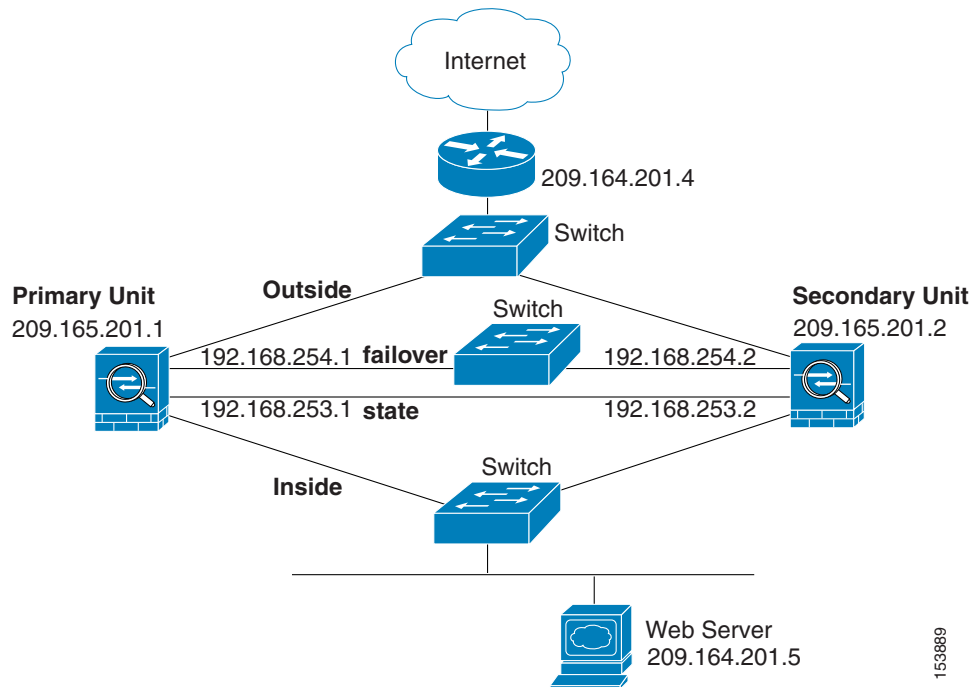 Internet
209.164.201.4
Switch
Outside
Primary Unit
209.165.201.1
Secondary Unit
209.165.201.2
Switch
192.168.254.1 failover 192.168.254.2
192.168.253.1 state 192.168.253.2
Switch
Inside
Web Server
209.164.201.5
153889